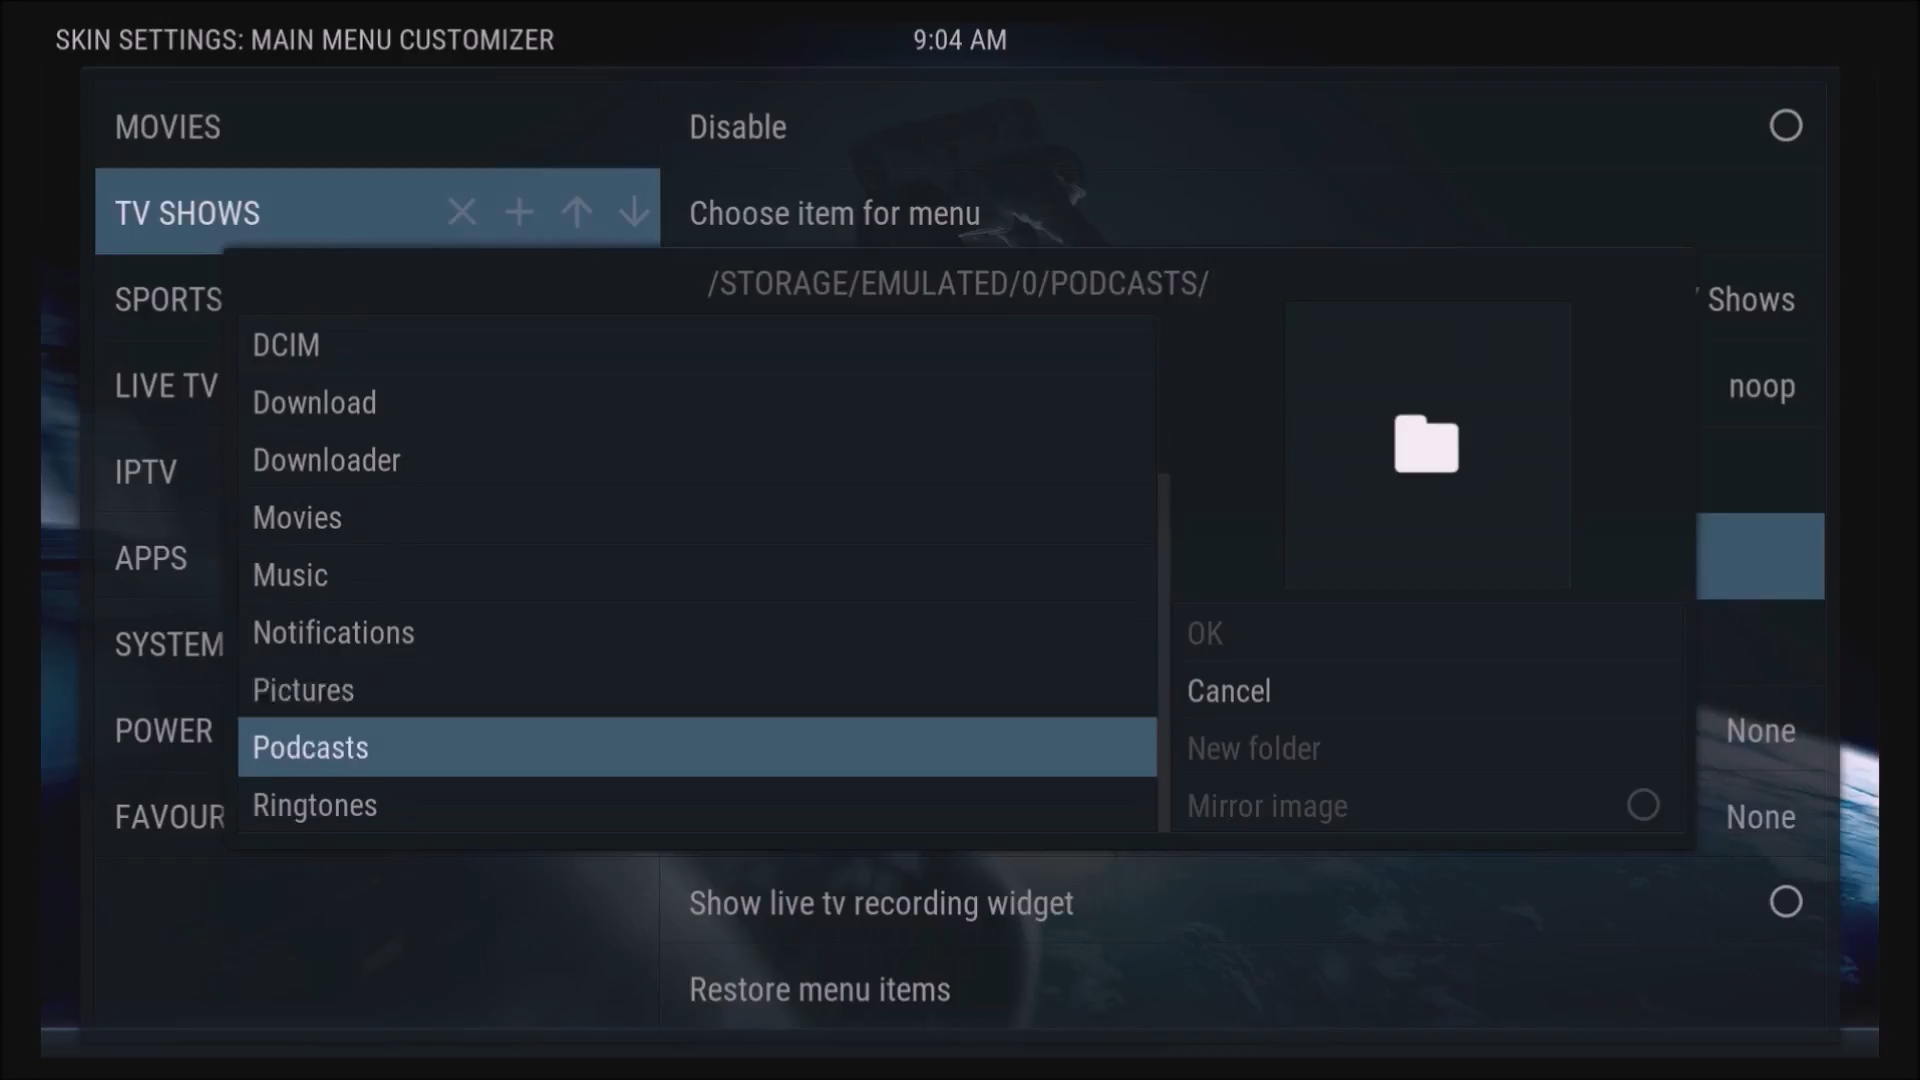 SKIN SETTINGS: MAIN MENU CUSTOMIZER
9:04 AM
MOVIES
TV SHOWS
SPORTS
LIVE TV
IPTV
APPS
SYSTEM
POWER
FAVOUR
Disable
Choose item for menu
Shows
noop
None
None
Show live tv recording widget
Restore menu items
/STORAGE/EMULATED/0/PODCASTS/
DCIM
Download
Downloader
Movies
Music
Notifications
Pictures
Podcasts
Ringtones
OK
Cancel
New folder
Mirror image